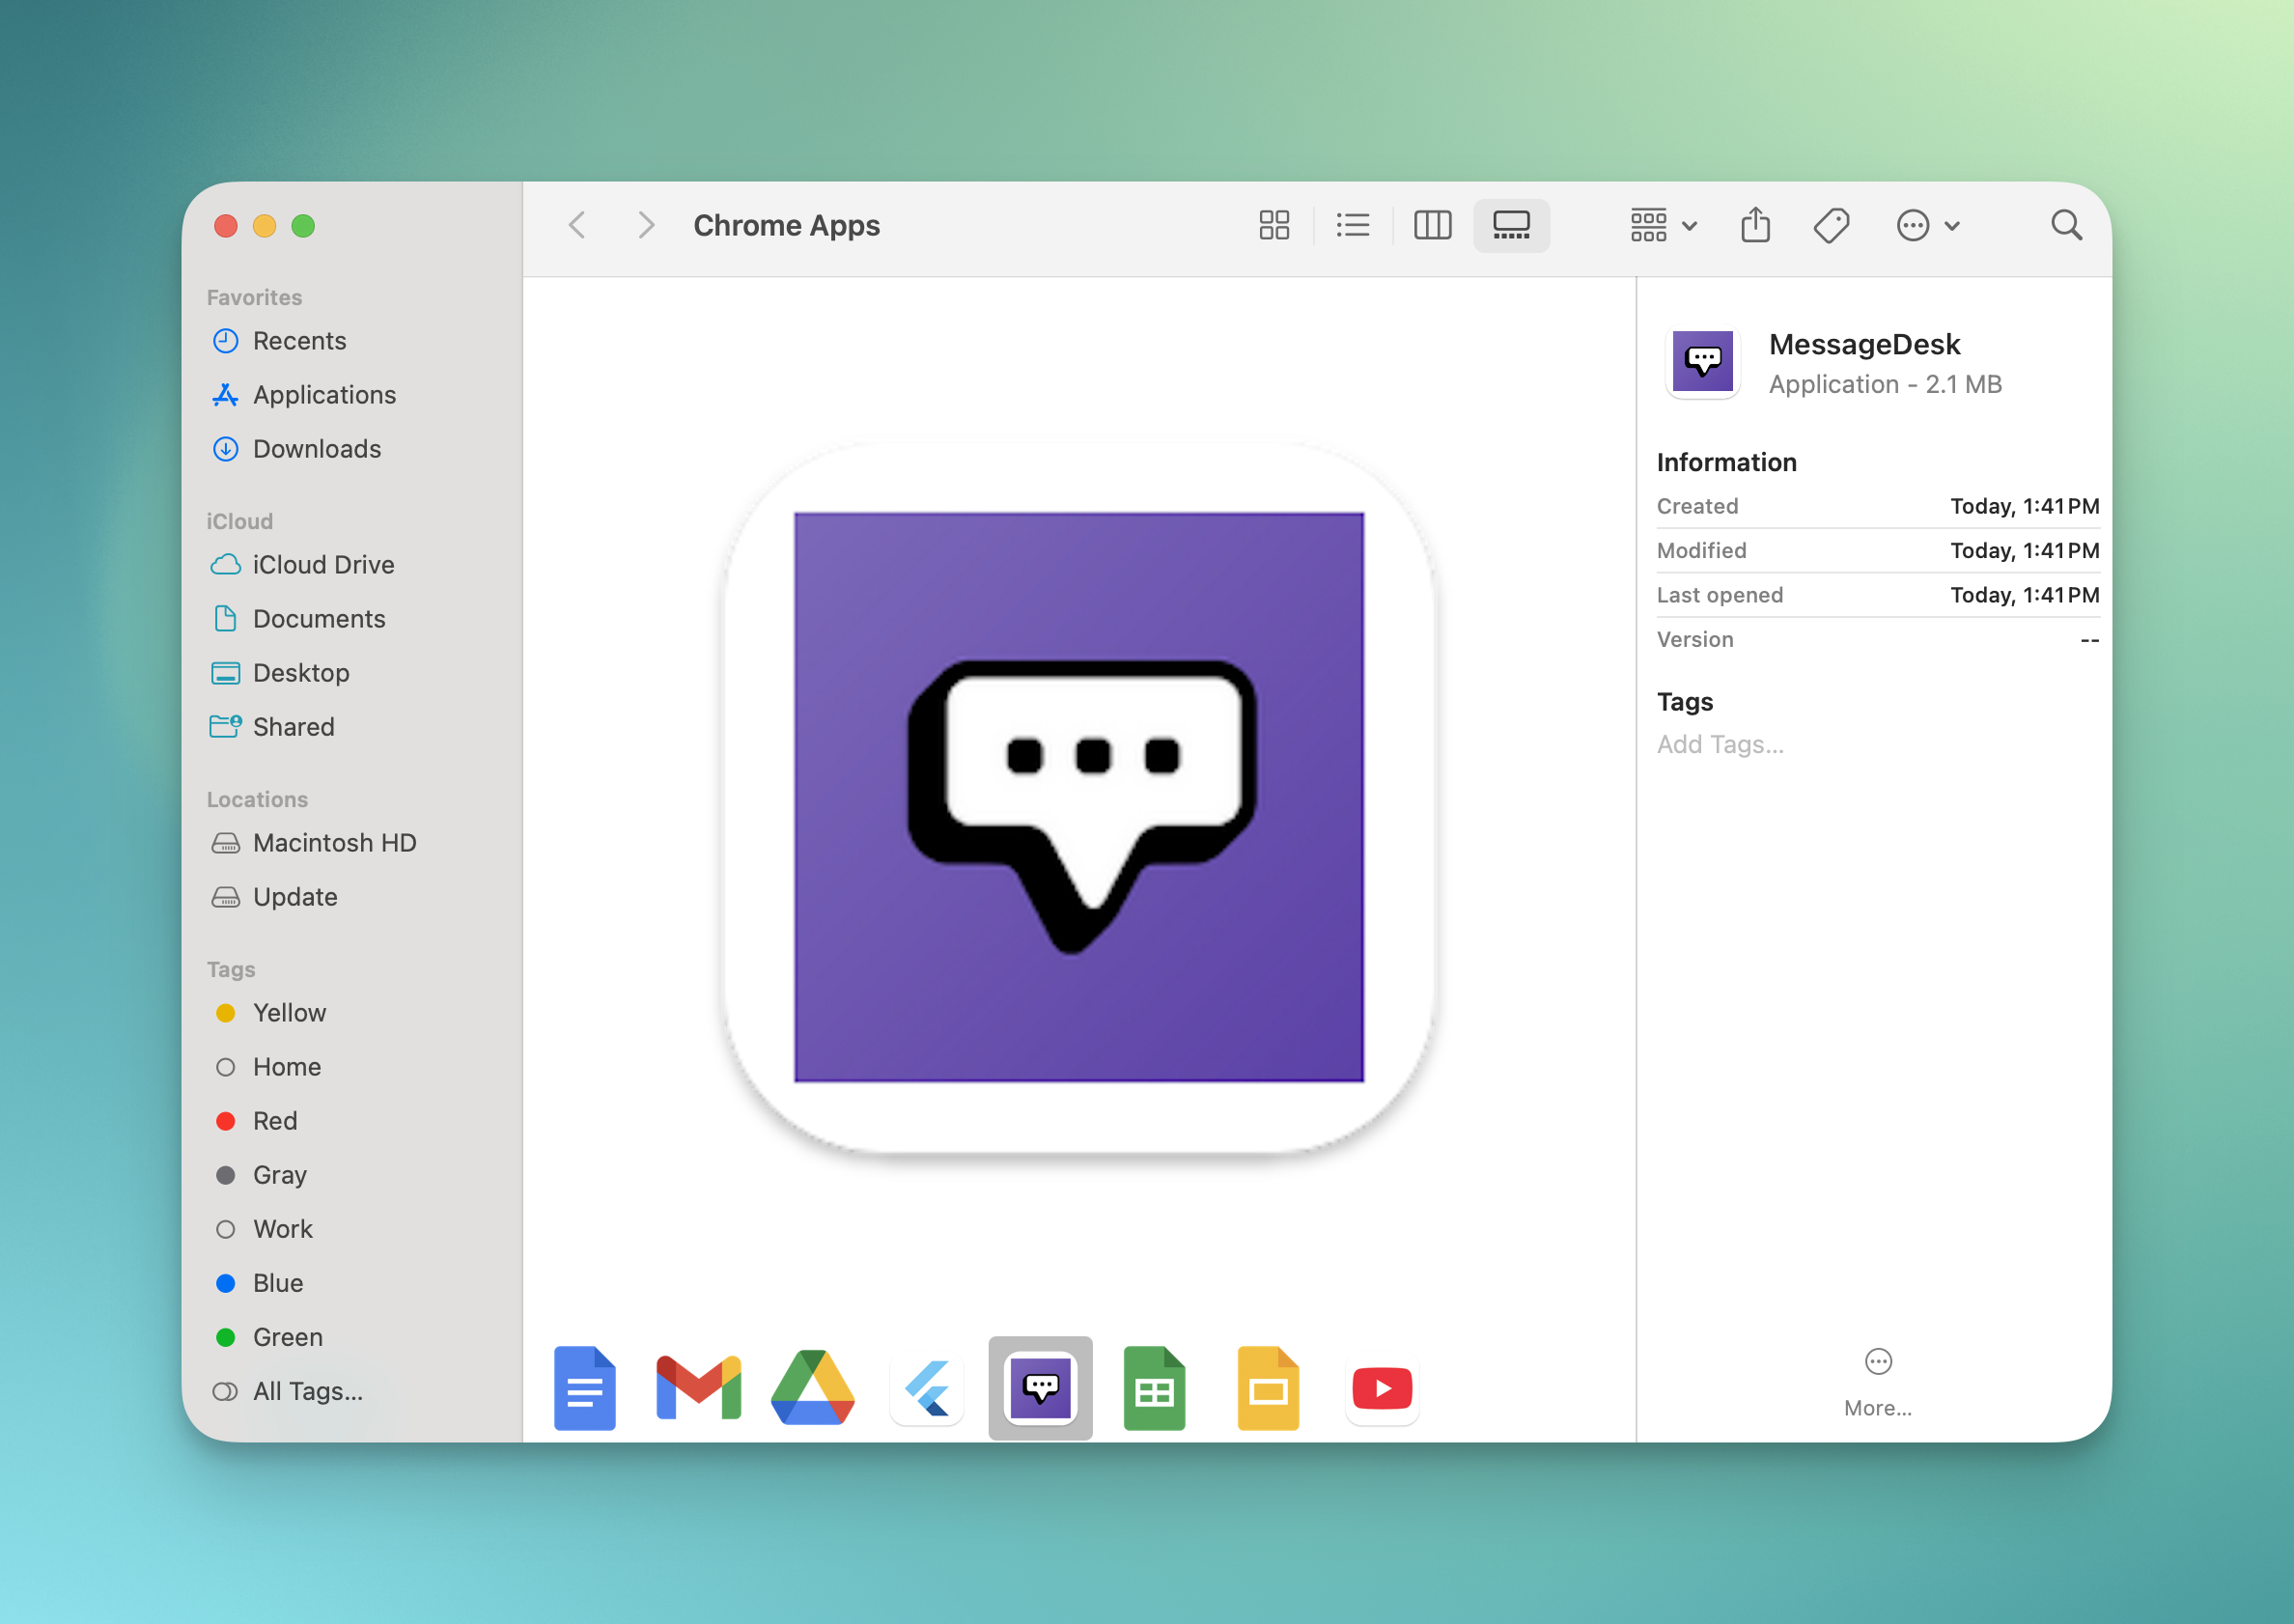 Chrome Apps
Favorites
Recents
Applications
Downloads
iCloud
iCloud Drive
Documents
Desktop
Shared
Locations
Macintosh HD
Update
Tags
Yellow
Home
Red
Gray
Work
Blue
Green
All Tags...
MessageDesk
Application - 2.1 MB
Information
Created Today, 1:41 PM
Modified Today, 1:41 PM
Last opened Today, 1:41 PM
Version --
Tags
Add Tags...
More...